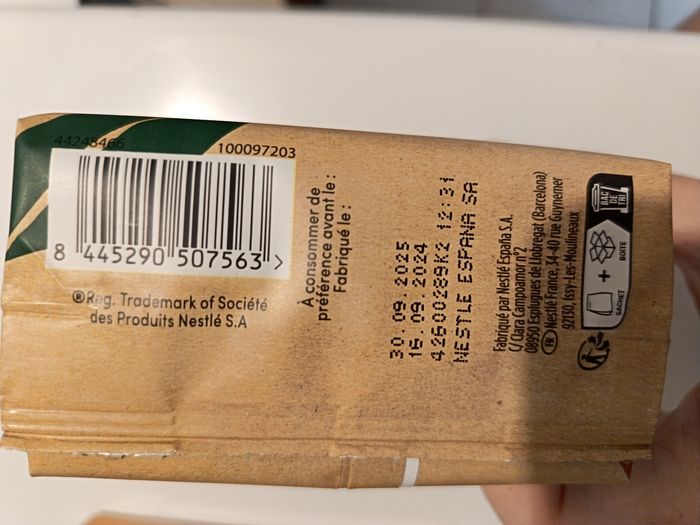 44248466
100097203
8 445290 507563 >
®Reg. Trademark of Société
des Produits Nestlé S.A
À consommer de
préférence avant le :
Fabriqué le :
30.09.2025
16.09.2024
42600289K2 12:31
NESTLE ESPAÑA SA
Fabriqué par Nestlé España S.A.
C/ Clara Campoamor nº2
08950 Esplugues de Llobregat (Barcelona)
FR Nestlé France, 34-40 rue Guynemer
92130, Issy-Les-Moulineaux
BAC
DE
TRI
SACHET
+
BOITE